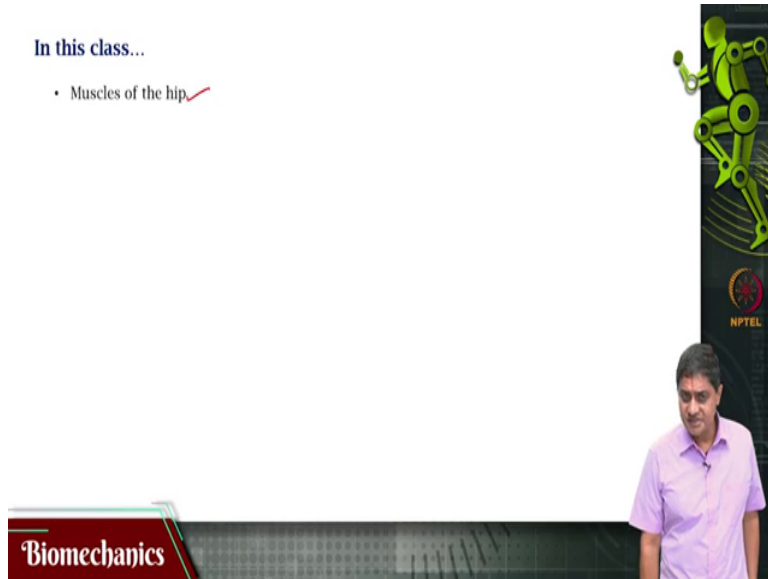 In this class...
• Muscles of the hip
NPTEL
Biomechanics